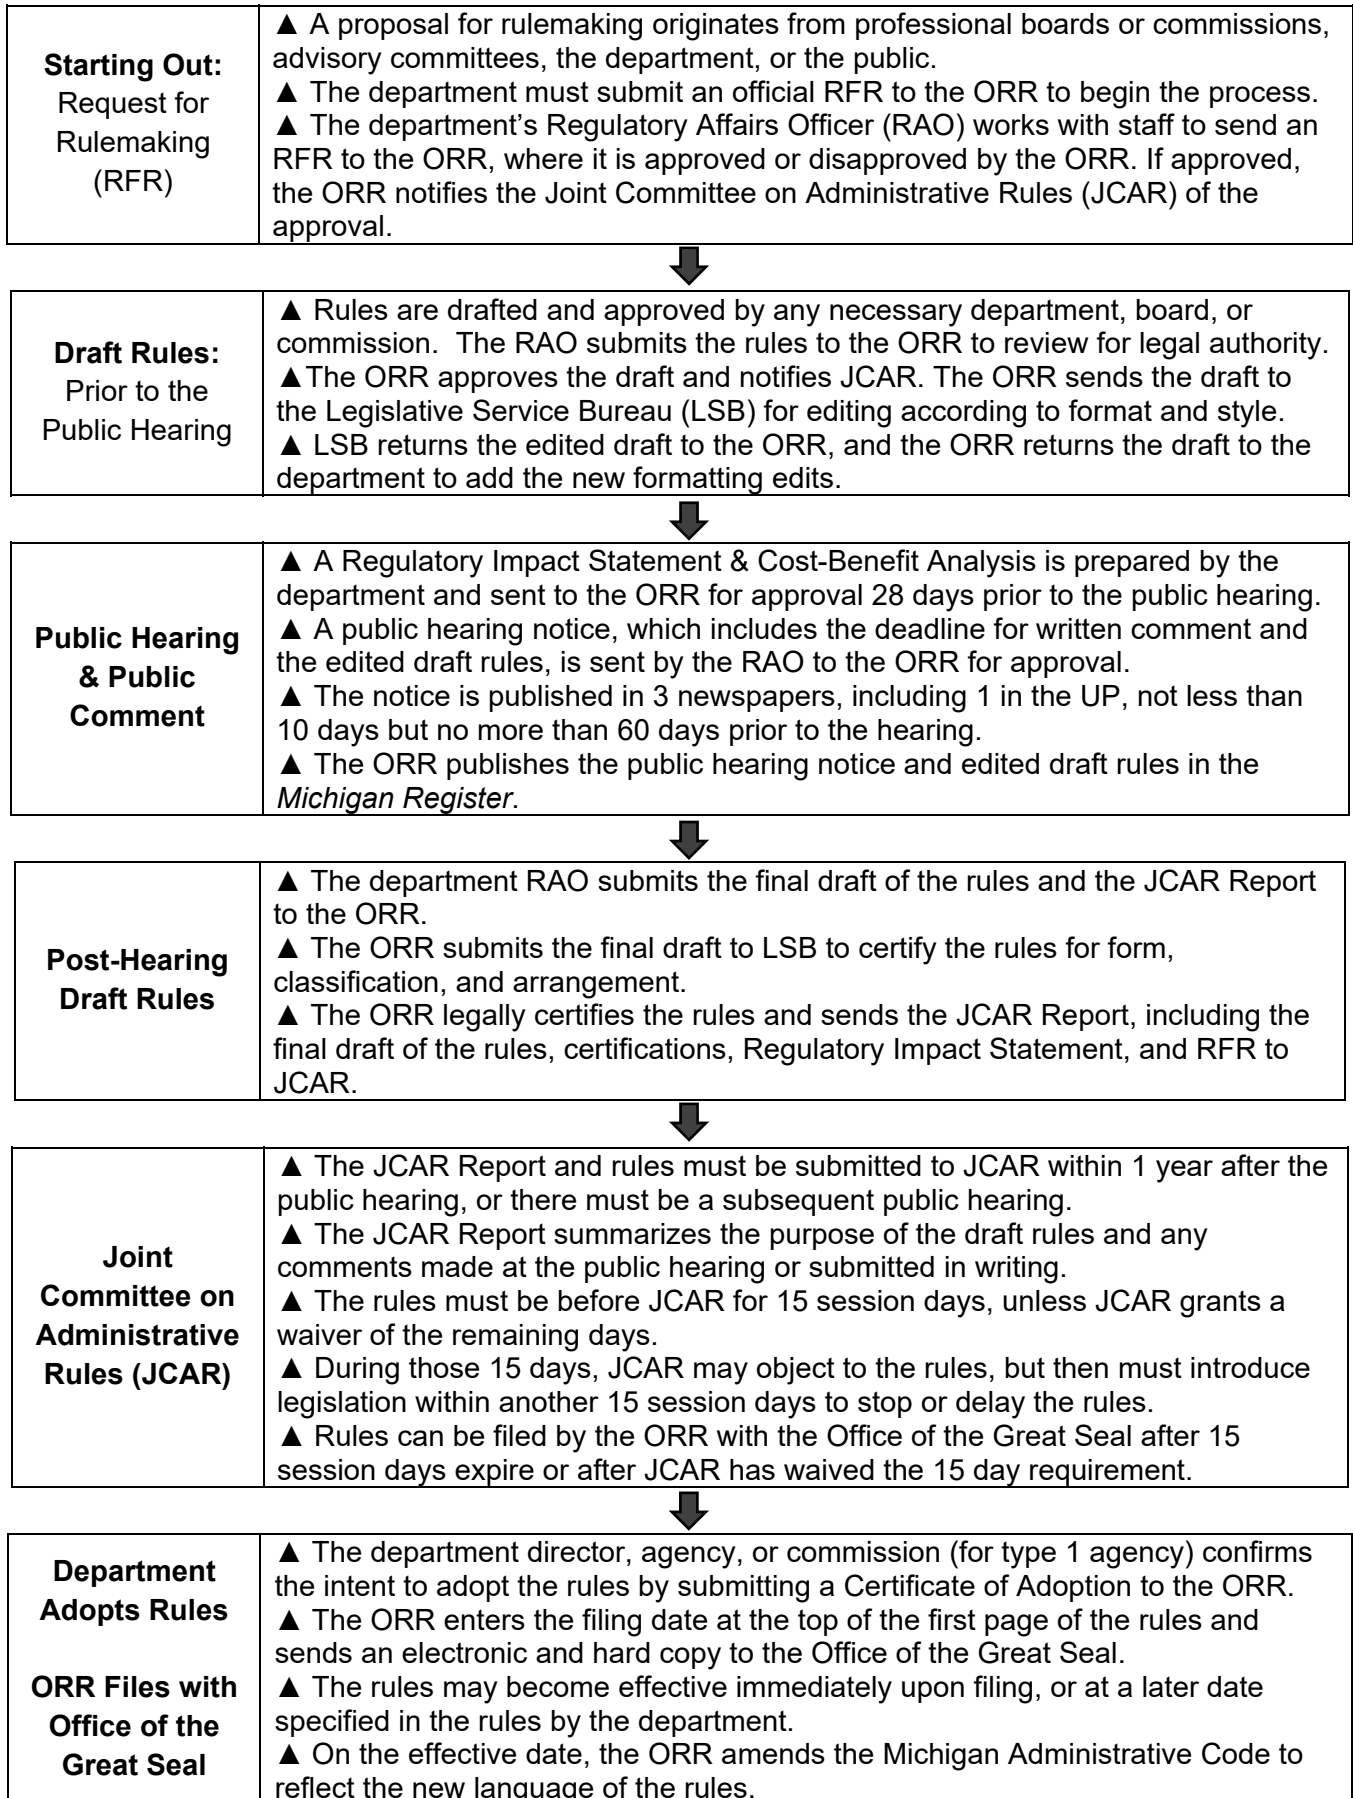 Starting Out:
Request for
Rulemaking
(RFR)
▲ A proposal for rulemaking originates from professional boards or commissions,
advisory committees, the department, or the public.
▲ The department must submit an official RFR to the ORR to begin the process.
▲ The department’s Regulatory Affairs Officer (RAO) works with staff to send an
RFR to the ORR, where it is approved or disapproved by the ORR. If approved,
the ORR notifies the Joint Committee on Administrative Rules (JCAR) of the
approval.
Draft Rules:
Prior to the
Public Hearing
▲ Rules are drafted and approved by any necessary department, board, or
commission.  The RAO submits the rules to the ORR to review for legal authority.
▲The ORR approves the draft and notifies JCAR. The ORR sends the draft to
the Legislative Service Bureau (LSB) for editing according to format and style.
▲ LSB returns the edited draft to the ORR, and the ORR returns the draft to the
department to add the new formatting edits.
Public Hearing
& Public
Comment
▲ A Regulatory Impact Statement & Cost-Benefit Analysis is prepared by the
department and sent to the ORR for approval 28 days prior to the public hearing.
▲ A public hearing notice, which includes the deadline for written comment and
the edited draft rules, is sent by the RAO to the ORR for approval.
▲ The notice is published in 3 newspapers, including 1 in the UP, not less than
10 days but no more than 60 days prior to the hearing.
▲ The ORR publishes the public hearing notice and edited draft rules in the
Michigan Register.
Post-Hearing
Draft Rules
▲ The department RAO submits the final draft of the rules and the JCAR Report
to the ORR.
▲ The ORR submits the final draft to LSB to certify the rules for form,
classification, and arrangement.
▲ The ORR legally certifies the rules and sends the JCAR Report, including the
final draft of the rules, certifications, Regulatory Impact Statement, and RFR to
JCAR.
Joint
Committee on
Administrative
Rules (JCAR)
▲ The JCAR Report and rules must be submitted to JCAR within 1 year after the
public hearing, or there must be a subsequent public hearing.
▲ The JCAR Report summarizes the purpose of the draft rules and any
comments made at the public hearing or submitted in writing.
▲ The rules must be before JCAR for 15 session days, unless JCAR grants a
waiver of the remaining days.
▲ During those 15 days, JCAR may object to the rules, but then must introduce
legislation within another 15 session days to stop or delay the rules.
▲ Rules can be filed by the ORR with the Office of the Great Seal after 15
session days expire or after JCAR has waived the 15 day requirement.
Department
Adopts Rules
ORR Files with
Office of the
Great Seal
▲ The department director, agency, or commission (for type 1 agency) confirms
the intent to adopt the rules by submitting a Certificate of Adoption to the ORR.
▲ The ORR enters the filing date at the top of the first page of the rules and
sends an electronic and hard copy to the Office of the Great Seal.
▲ The rules may become effective immediately upon filing, or at a later date
specified in the rules by the department.
▲ On the effective date, the ORR amends the Michigan Administrative Code to
reflect the new language of the rules.